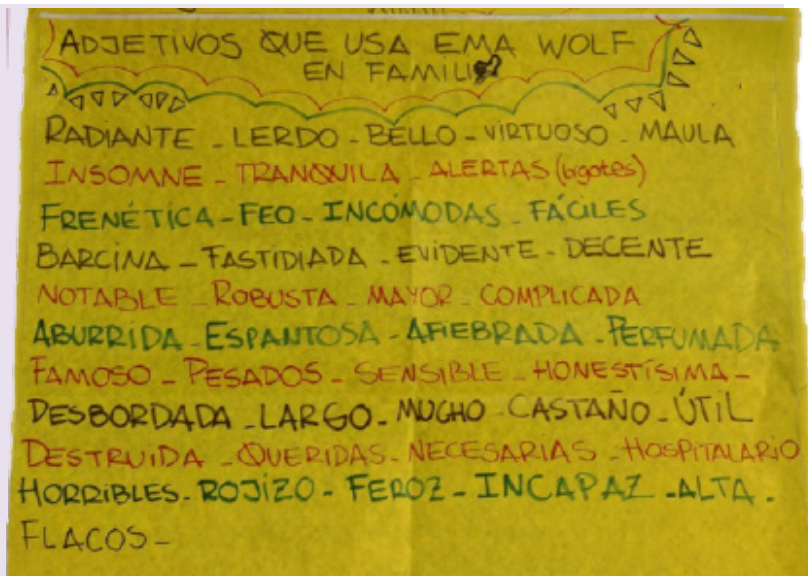 ADJETIVOS QUE USA EMA WOLF
EN FAMILIA?
RADIANTE - LERDO - BELLO - VIRTUOSO - MAULA
INSOMNE - TRANQUILA - ALERTAS (bigotes)
FRENÉTICA - FEO - INCÓMODAS - FÁCILES
BARCINA - FASTIDIADA - EVIDENTE - DECENTE
NOTABLE - ROBUSTA - MAYOR - COMPLICADA
ABURRIDA - ESPANTOSA - AFIEBRADA - PERFUMADA
FAMOSO - PESADOS - SENSIBLE - HONESTÍSIMA -
DESBORDADA - LARGO - MUCHO - CASTAÑO - ÚTIL
DESTRUIDA - QUERIDAS - NECESARIAS - HOSPITALARIO
HORRIBLES - ROJIZO - FEROZ - INCAPAZ - ALTA -
FLACOS -